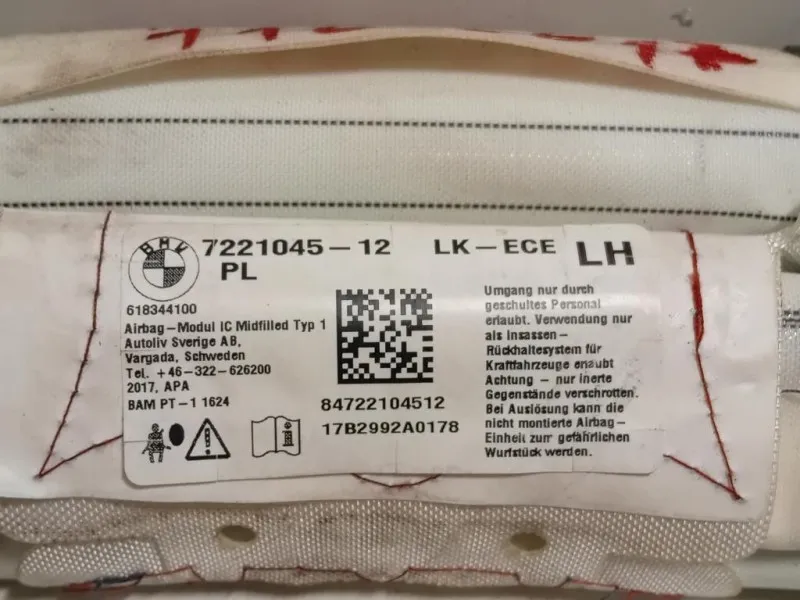 BMW
7221045-12 LK-ECE LH
PL
618344100
Airbag-Modul IC Midfilled Typ 1
Autoliv Sverige AB,
Vargada, Schweden
Tel. +46-322-626200
2017, APA
BAM PT-1 1624
84722104512
17B2992A0178
Umgang nur durch
geschultes Personal
erlaubt. Verwendung nur
als Insassen-
Rückhaltesystem für
Kraftfahrzeuge erlaubt
Achtung - nur inerte
Gegenstände verschrotten.
Bei Auslösung kann die
nicht montierte Airbag-
Einheit zum gefährlichen
Wurfstück werden.